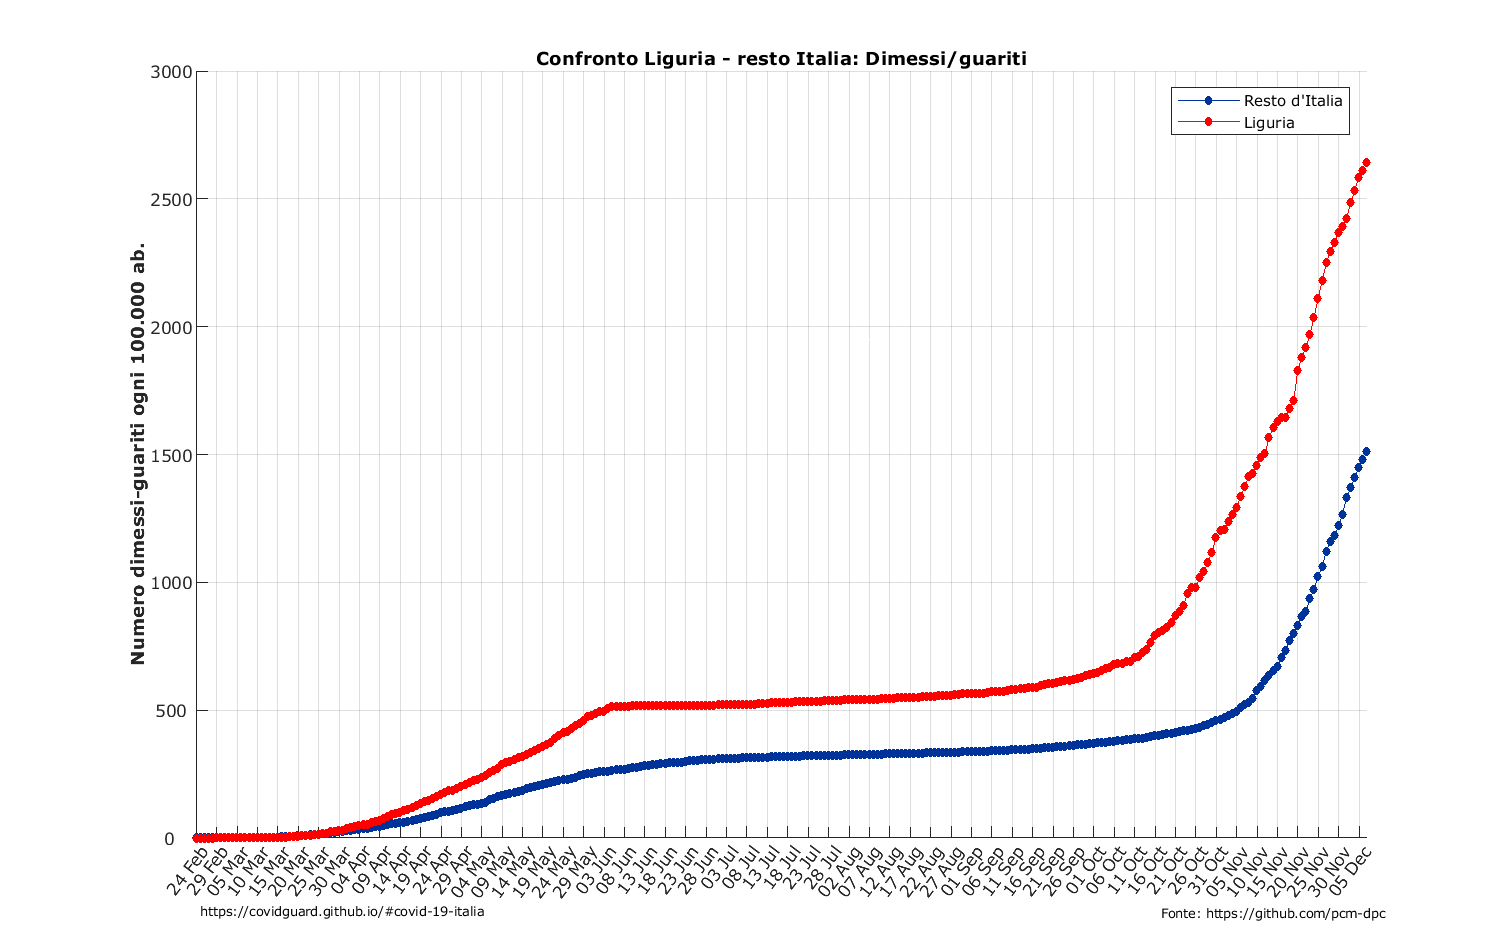 Confronto Liguria - resto Italia: Dimessi/guariti
Resto d'Italia
Liguria
Numero dimessi-guariti ogni 100.000 ab.
3000
2500
2000
1500
1000
500
0
24 Feb
29 Feb
05 Mar
10 Mar
15 Mar
20 Mar
25 Mar
30 Mar
04 Apr
09 Apr
14 Apr
19 Apr
24 Apr
29 Apr
04 May
09 May
14 May
19 May
24 May
29 May
03 Jun
08 Jun
13 Jun
18 Jun
23 Jun
28 Jun
03 Jul
08 Jul
13 Jul
18 Jul
23 Jul
28 Jul
02 Aug
07 Aug
12 Aug
17 Aug
22 Aug
27 Aug
01 Sep
06 Sep
11 Sep
16 Sep
21 Sep
26 Sep
01 Oct
06 Oct
11 Oct
16 Oct
21 Oct
26 Oct
31 Oct
05 Nov
10 Nov
15 Nov
20 Nov
25 Nov
30 Nov
05 Dec
https://covidguard.github.io/#covid-19-italia
Fonte: https://github.com/pcm-dpc